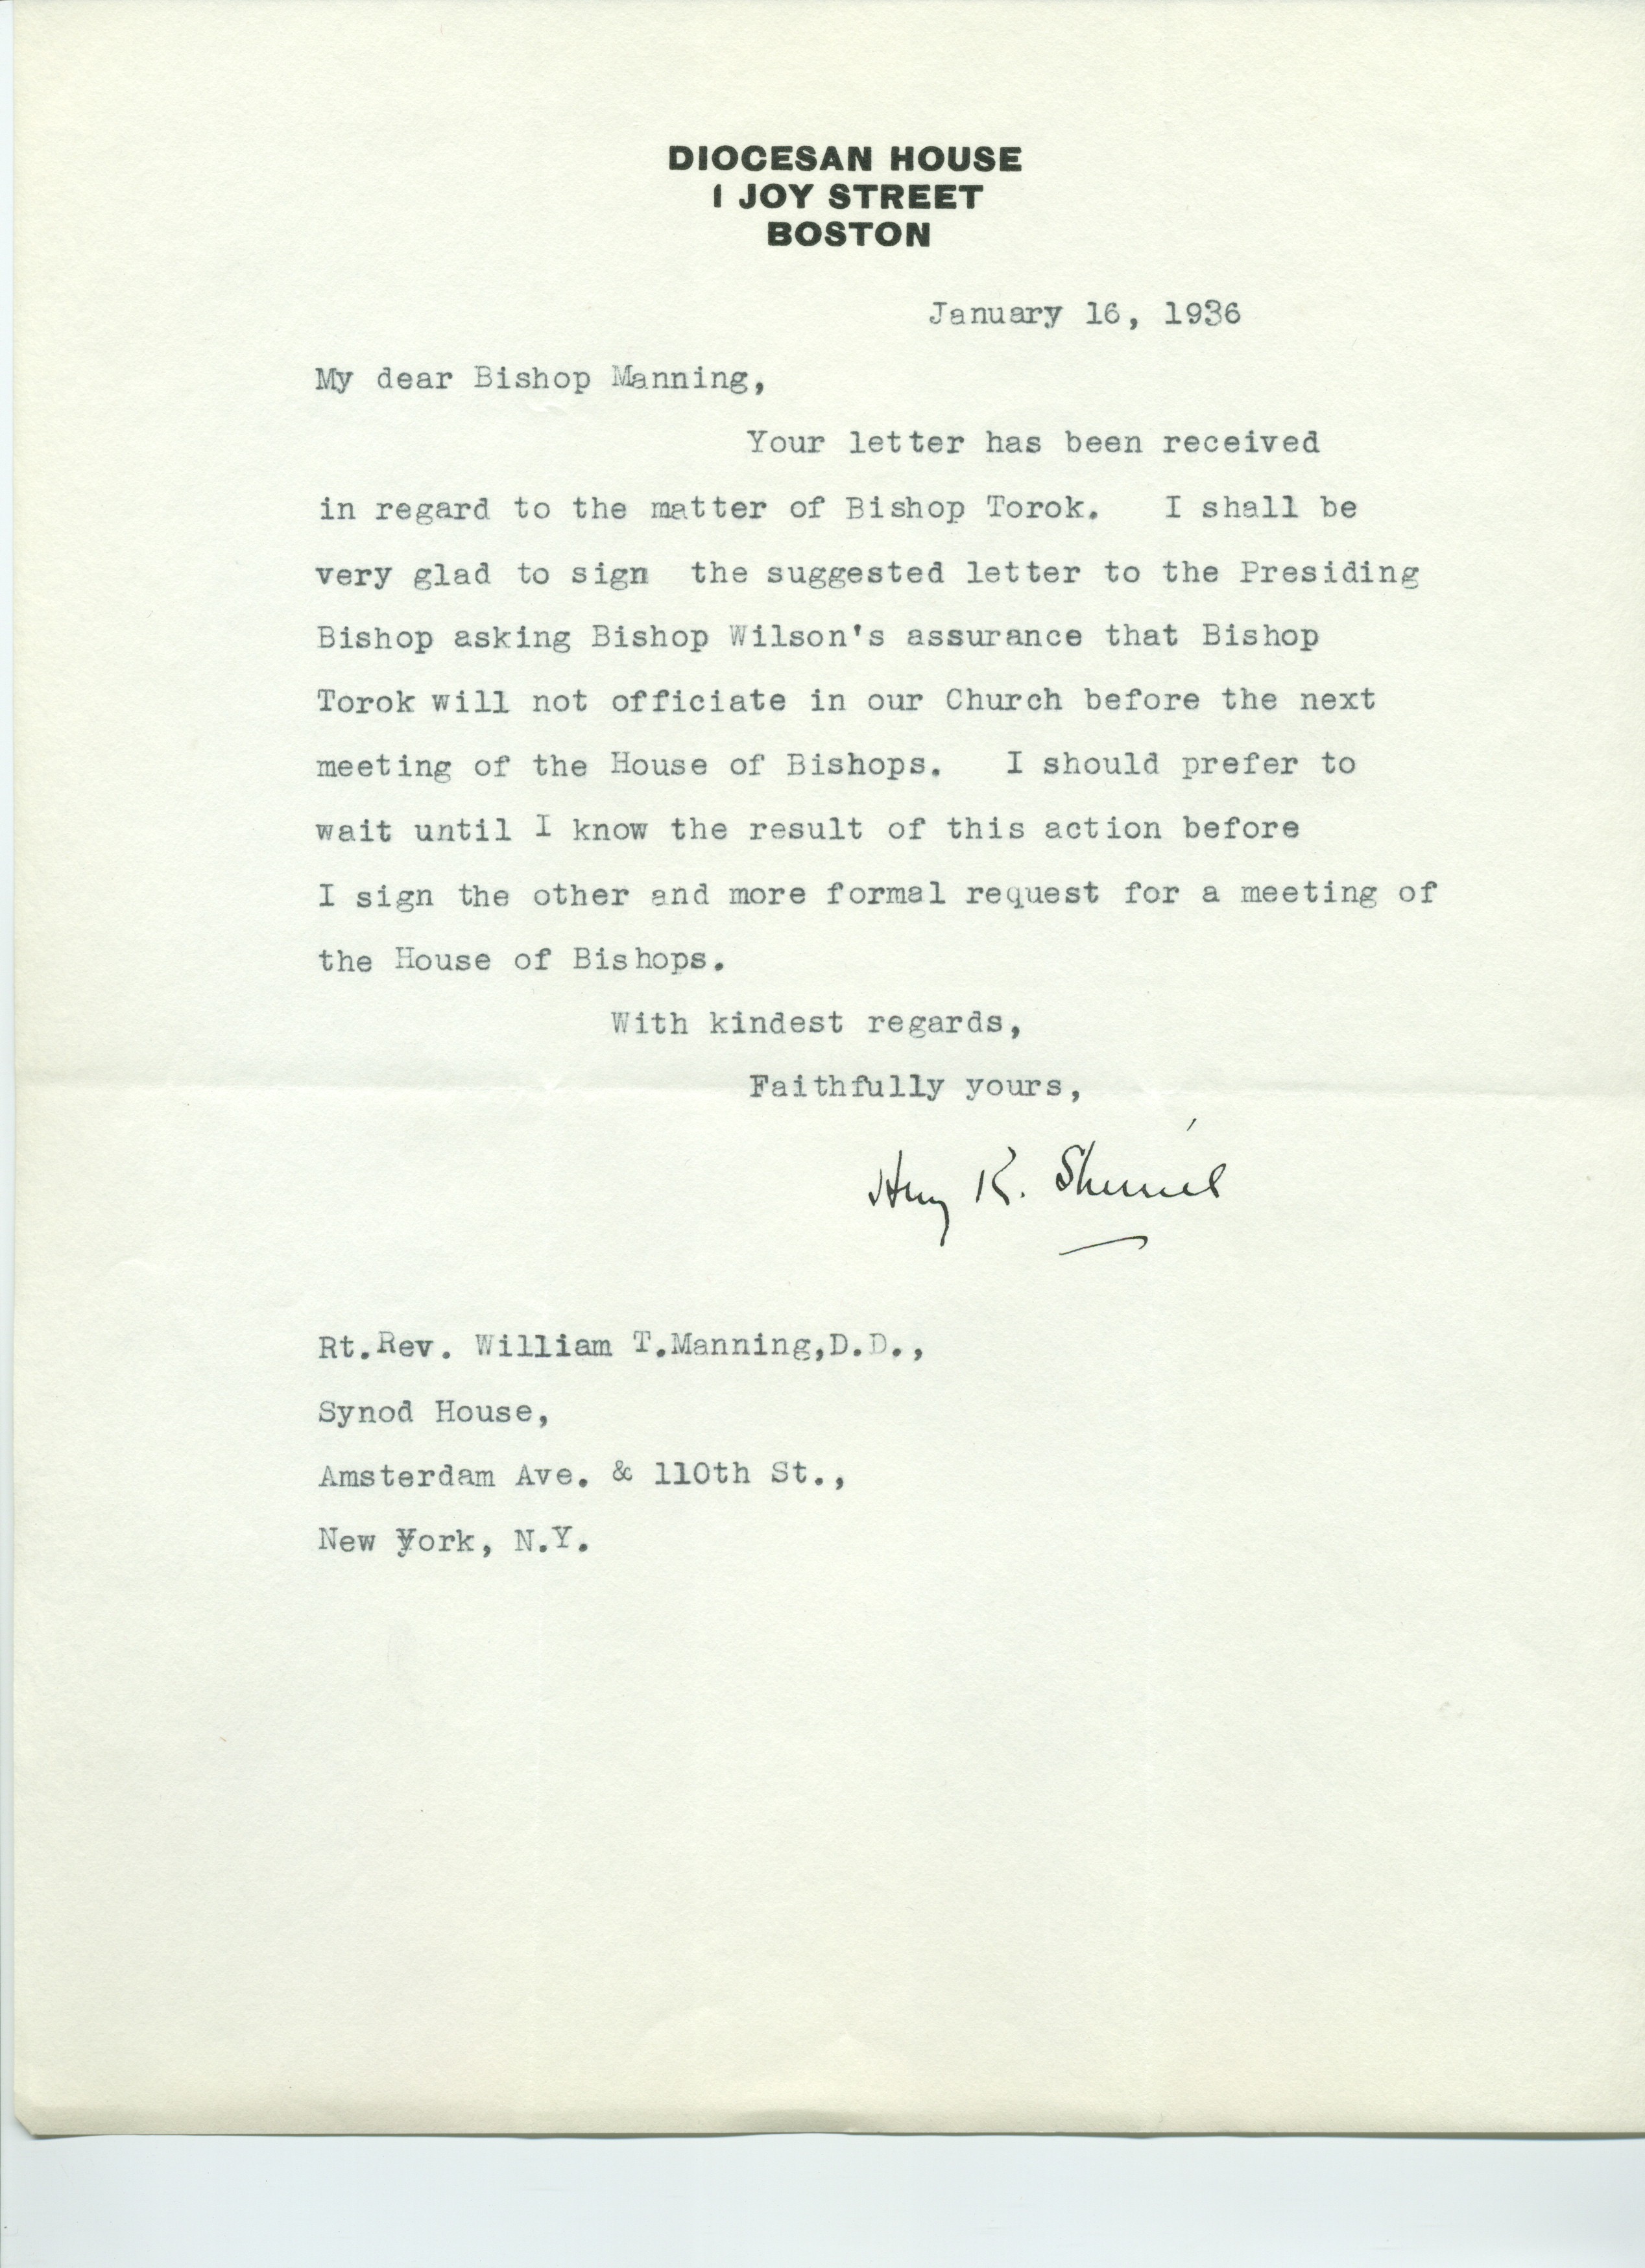 DIOCESAN HOUSE
1 JOY STREET
BOSTON
January 16, 1936
My dear Bishop Manning,
Your letter has been received
in regard to the matter of Bishop Torok. I shall be
very glad to sign the suggested letter to the Presiding
Bishop asking Bishop Wilson's assurance that Bishop
Torok will not officiate in our Church before the next
meeting of the House of Bishops. I should prefer to
wait until I know the result of this action before
I sign the other and more formal request for a meeting of
the House of Bishops.
With kindest regards,
Faithfully yours,
Henry K. Sherrill
Rt.Rev. William T.Manning,D.D.,
Synod House,
Amsterdam Ave. & 110th St.,
New York, N.Y.